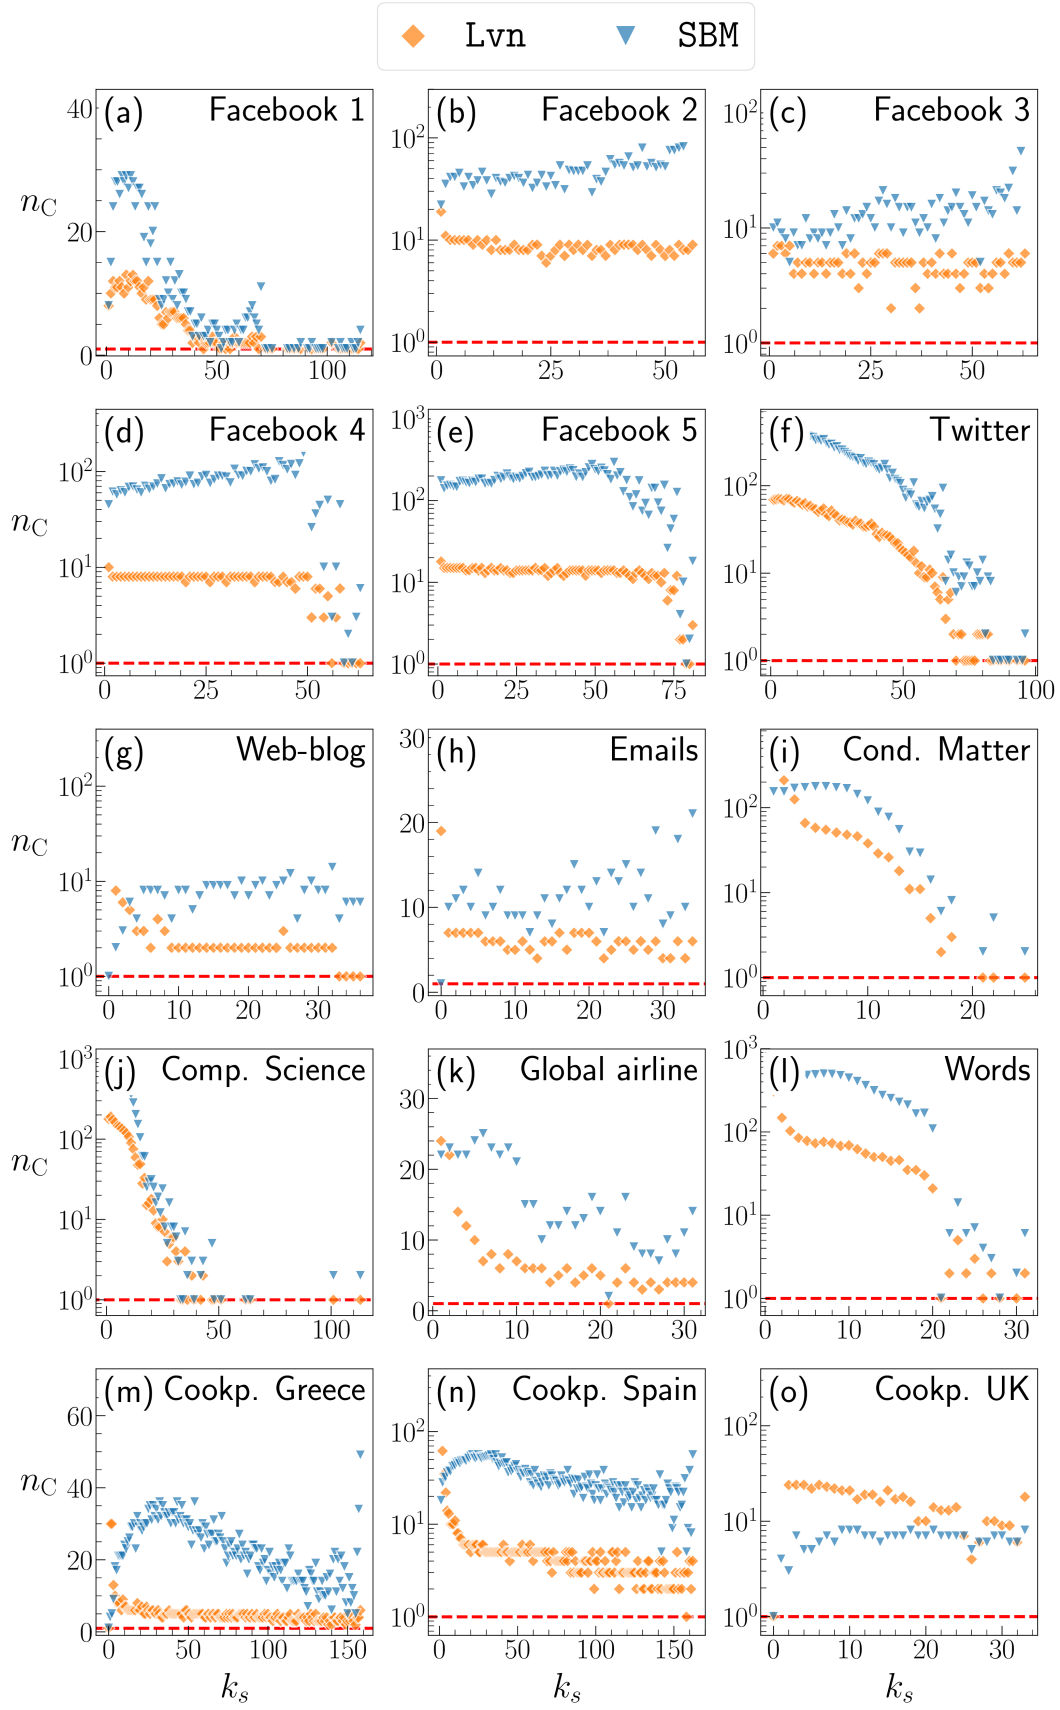 Lvn SBM
(a) Facebook 1 (b) Facebook 2 (c) Facebook 3
n_C 40 20 0 10^2 10^1 10^0 10^2 10^1 10^0
0 50 100 0 25 50 0 25 50
(d) Facebook 4 (e) Facebook 5 (f) Twitter
n_C 10^2 10^1 10^0 10^3 10^2 10^1 10^0 10^2 10^1 10^0
0 25 50 0 25 50 75 0 50 100
(g) Web-blog (h) Emails (i) Cond. Matter
n_C 10^2 10^1 10^0 30 20 10 0 10^2 10^1 10^0
0 10 20 30 0 10 20 30 0 10 20
(j) Comp. Science (k) Global airline (l) Words
n_C 10^3 10^2 10^1 10^0 30 20 10 0 10^3 10^2 10^1 10^0
0 50 100 0 10 20 30 0 10 20 30
(m) Cookp. Greece (n) Cookp. Spain (o) Cookp. UK
n_C 60 40 20 0 10^2 10^1 10^0 10^2 10^1 10^0
0 50 100 150 0 50 100 150 0 10 20 30
k_s k_s k_s